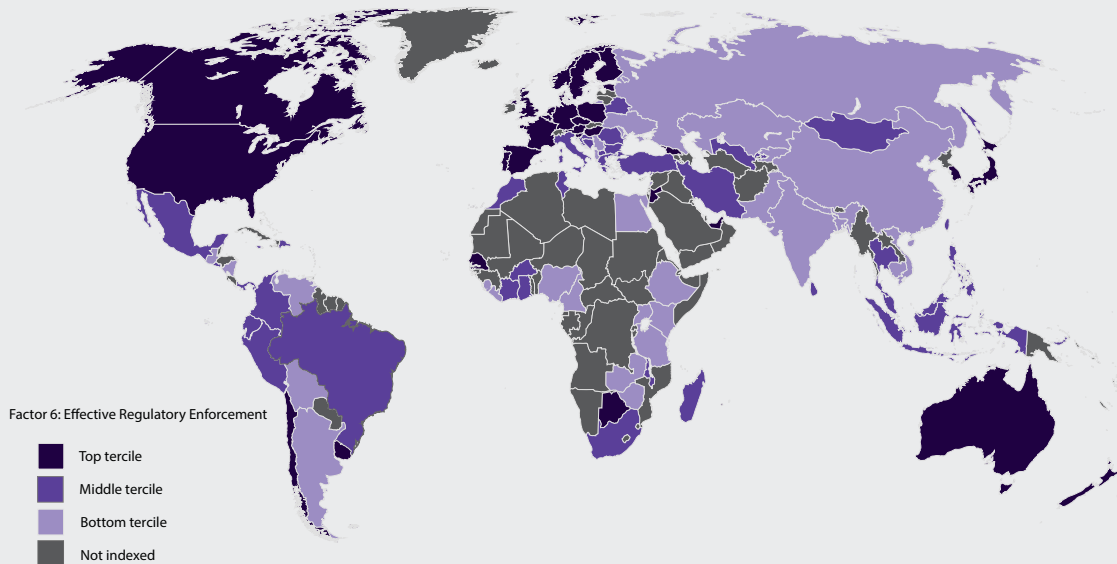 Factor 6: Effective Regulatory Enforcement
Top tercile
Middle tercile
Bottom tercile
Not indexed